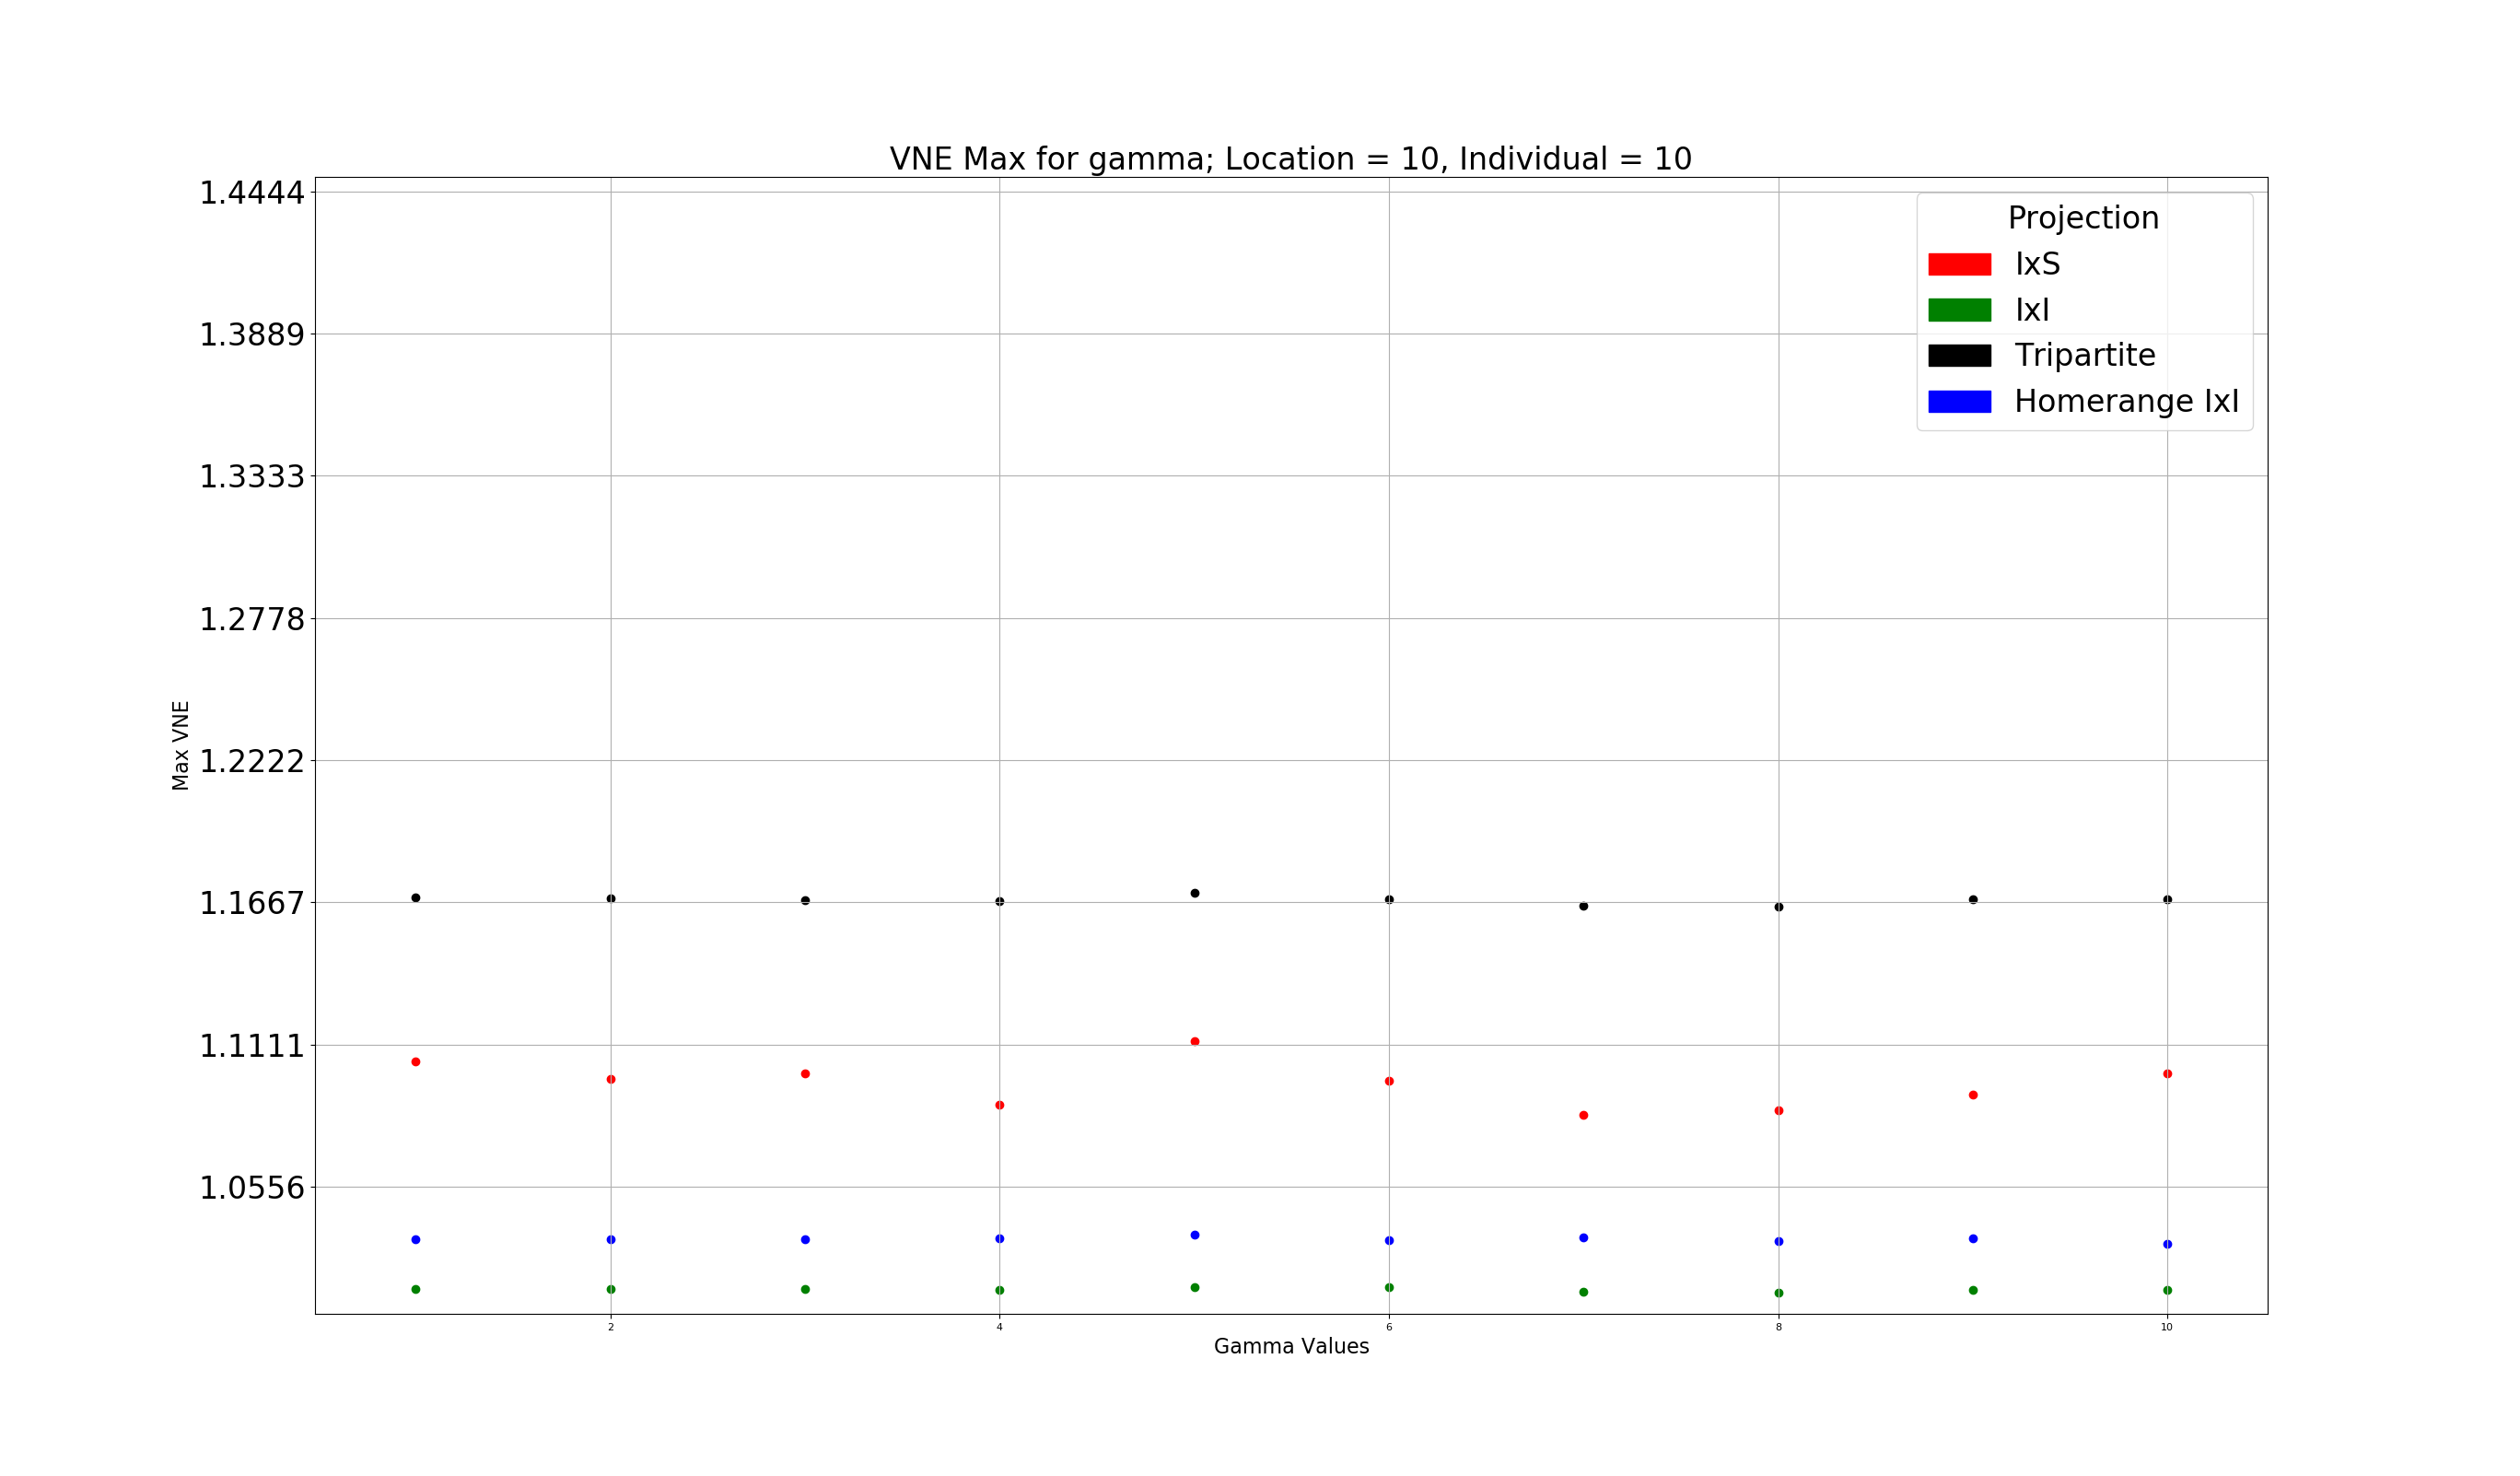 VNE Max for gamma; Location = 10, Individual = 10
1.4444
1.3889
1.3333
1.2778
1.2222
1.1667
1.1111
1.0556
Max VNE
Projection
IxS
IxI
Tripartite
Homerange IxI
2 4 6 8 10
Gamma Values